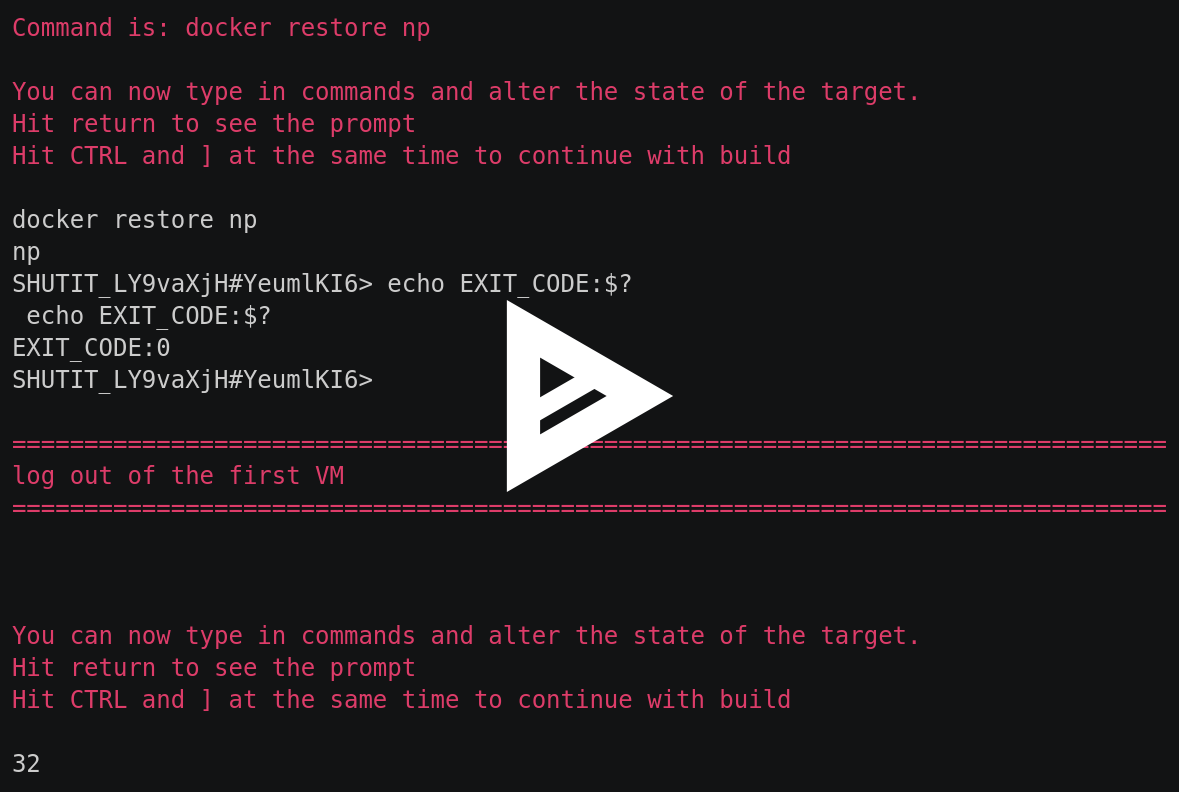 Command is: docker restore np
You can now type in commands and alter the state of the target.
Hit return to see the prompt
Hit CTRL and ] at the same time to continue with build
docker restore np
np
SHUTIT_LY9vaXjH#YeumlKI6> echo EXIT_CODE:$?
 echo EXIT_CODE:$?
EXIT_CODE:0
SHUTIT_LY9vaXjH#YeumlKI6>
================================================================================
log out of the first VM
================================================================================
You can now type in commands and alter the state of the target.
Hit return to see the prompt
Hit CTRL and ] at the same time to continue with build
32